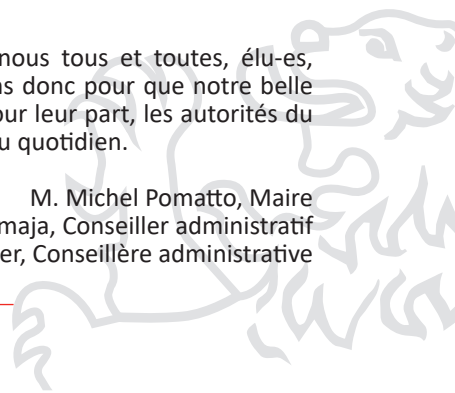 nous tous et toutes, élu-es,
ns donc pour que notre belle
our leur part, les autorités du
u quotidien.
M. Michel Pomatto, Maire
maja, Conseiller administratif
er, Conseillère administrative